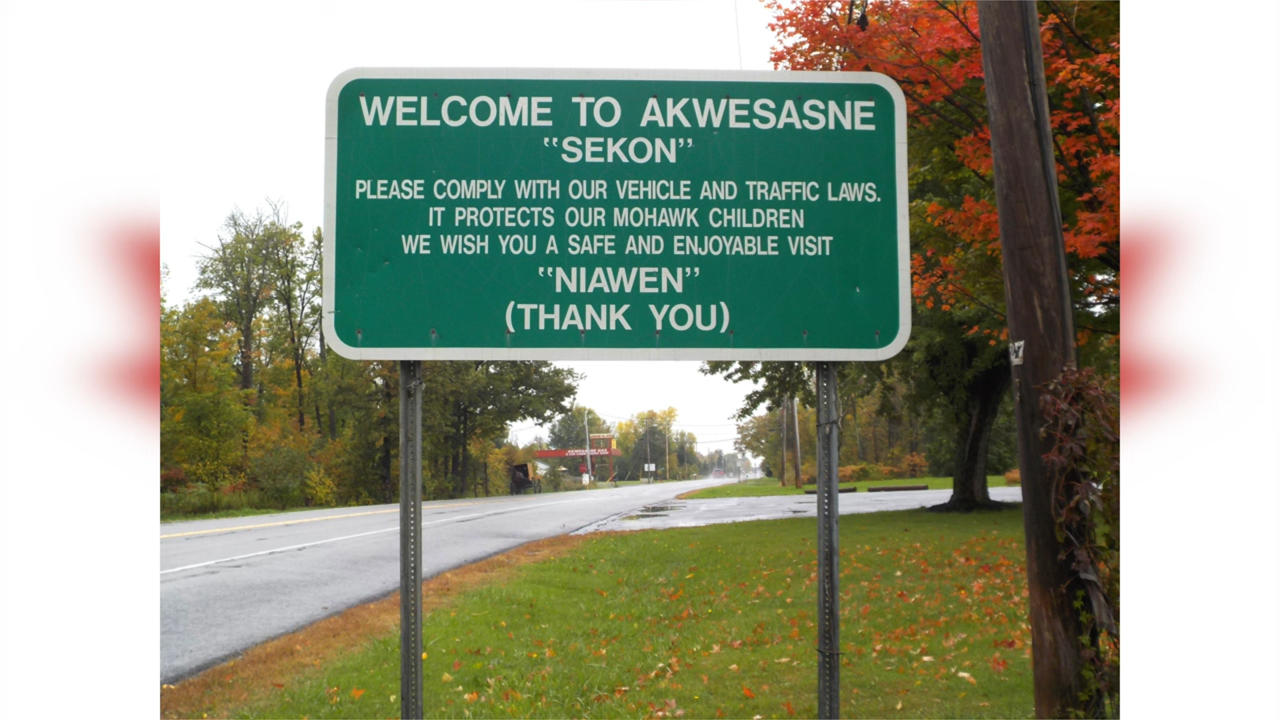 WELCOME TO AKWESASNE
"SEKON"
PLEASE COMPLY WITH OUR VEHICLE AND TRAFFIC LAWS.
IT PROTECTS OUR MOHAWK CHILDREN
WE WISH YOU A SAFE AND ENJOYABLE VISIT
"NIAWEN"
(THANK YOU)